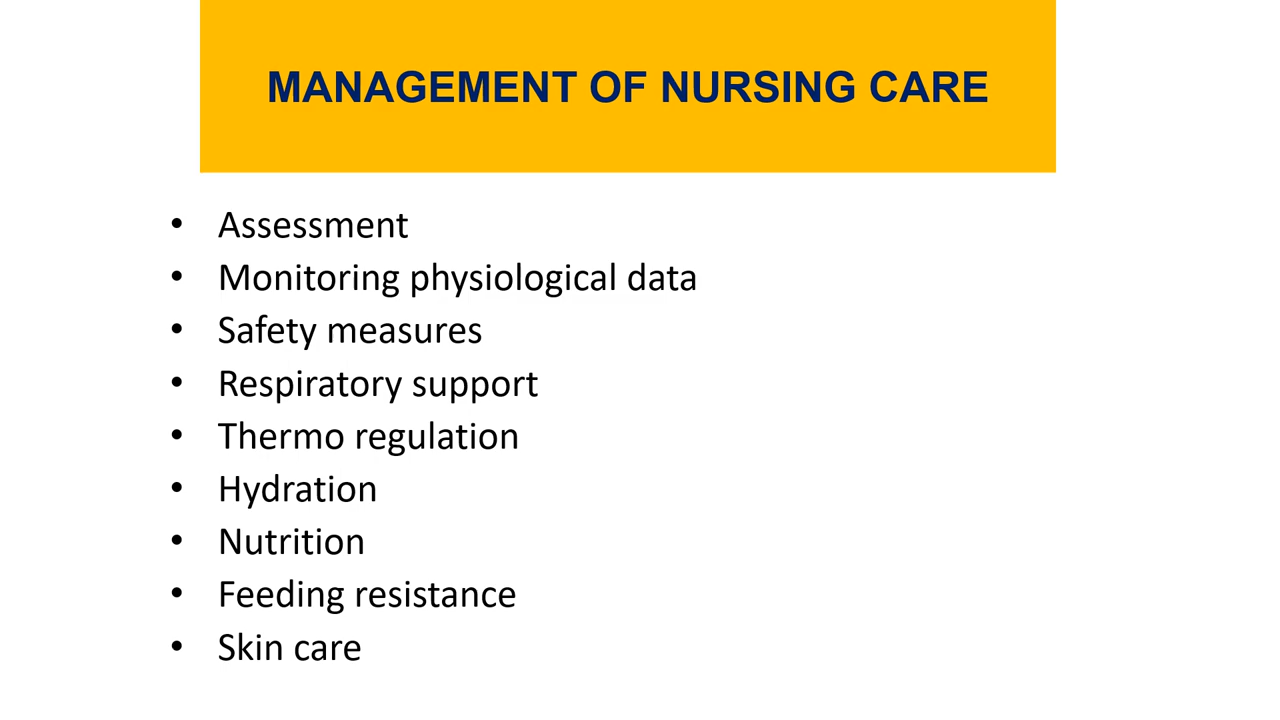 MANAGEMENT OF NURSING CARE
• Assessment
• Monitoring physiological data
• Safety measures
• Respiratory support
• Thermo regulation
• Hydration
• Nutrition
• Feeding resistance
• Skin care